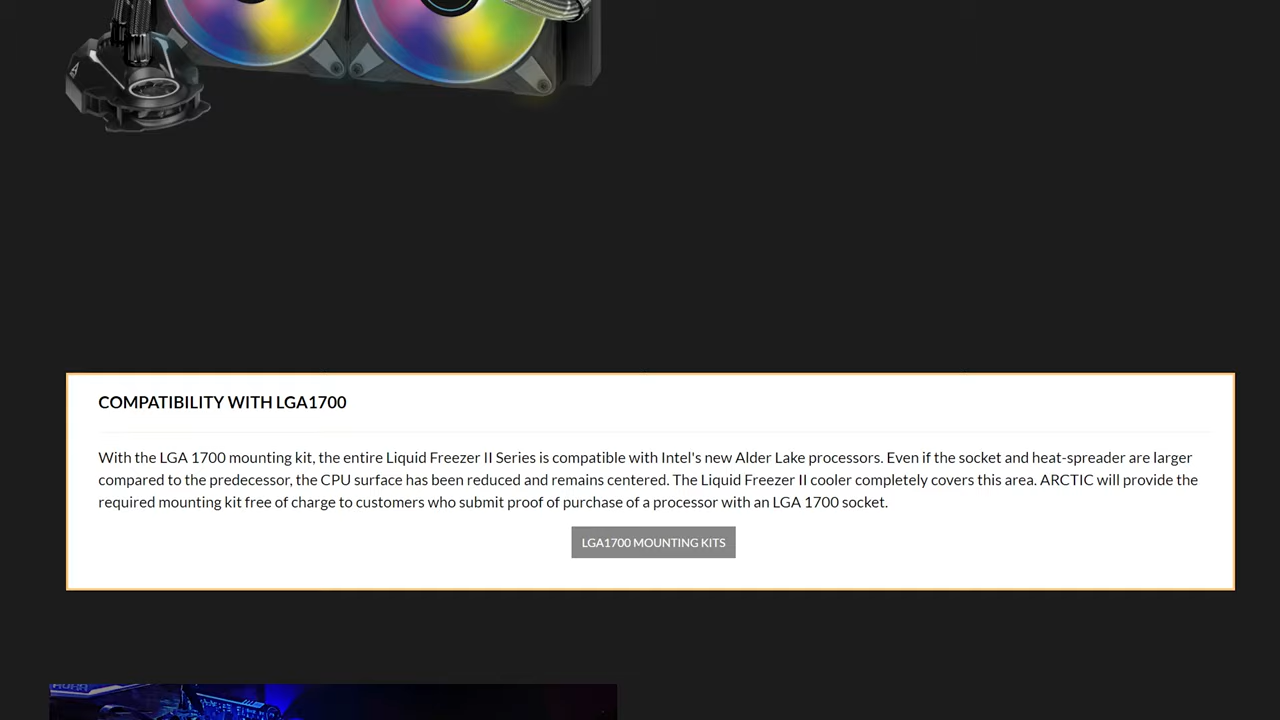 COMPATIBILITY WITH LGA1700
With the LGA 1700 mounting kit, the entire Liquid Freezer II Series is compatible with Intel's new Alder Lake processors. Even if the socket and heat-spreader are larger
compared to the predecessor, the CPU surface has been reduced and remains centered. The Liquid Freezer II cooler completely covers this area. ARCTIC will provide the
required mounting kit free of charge to customers who submit proof of purchase of a processor with an LGA 1700 socket.
LGA1700 MOUNTING KITS